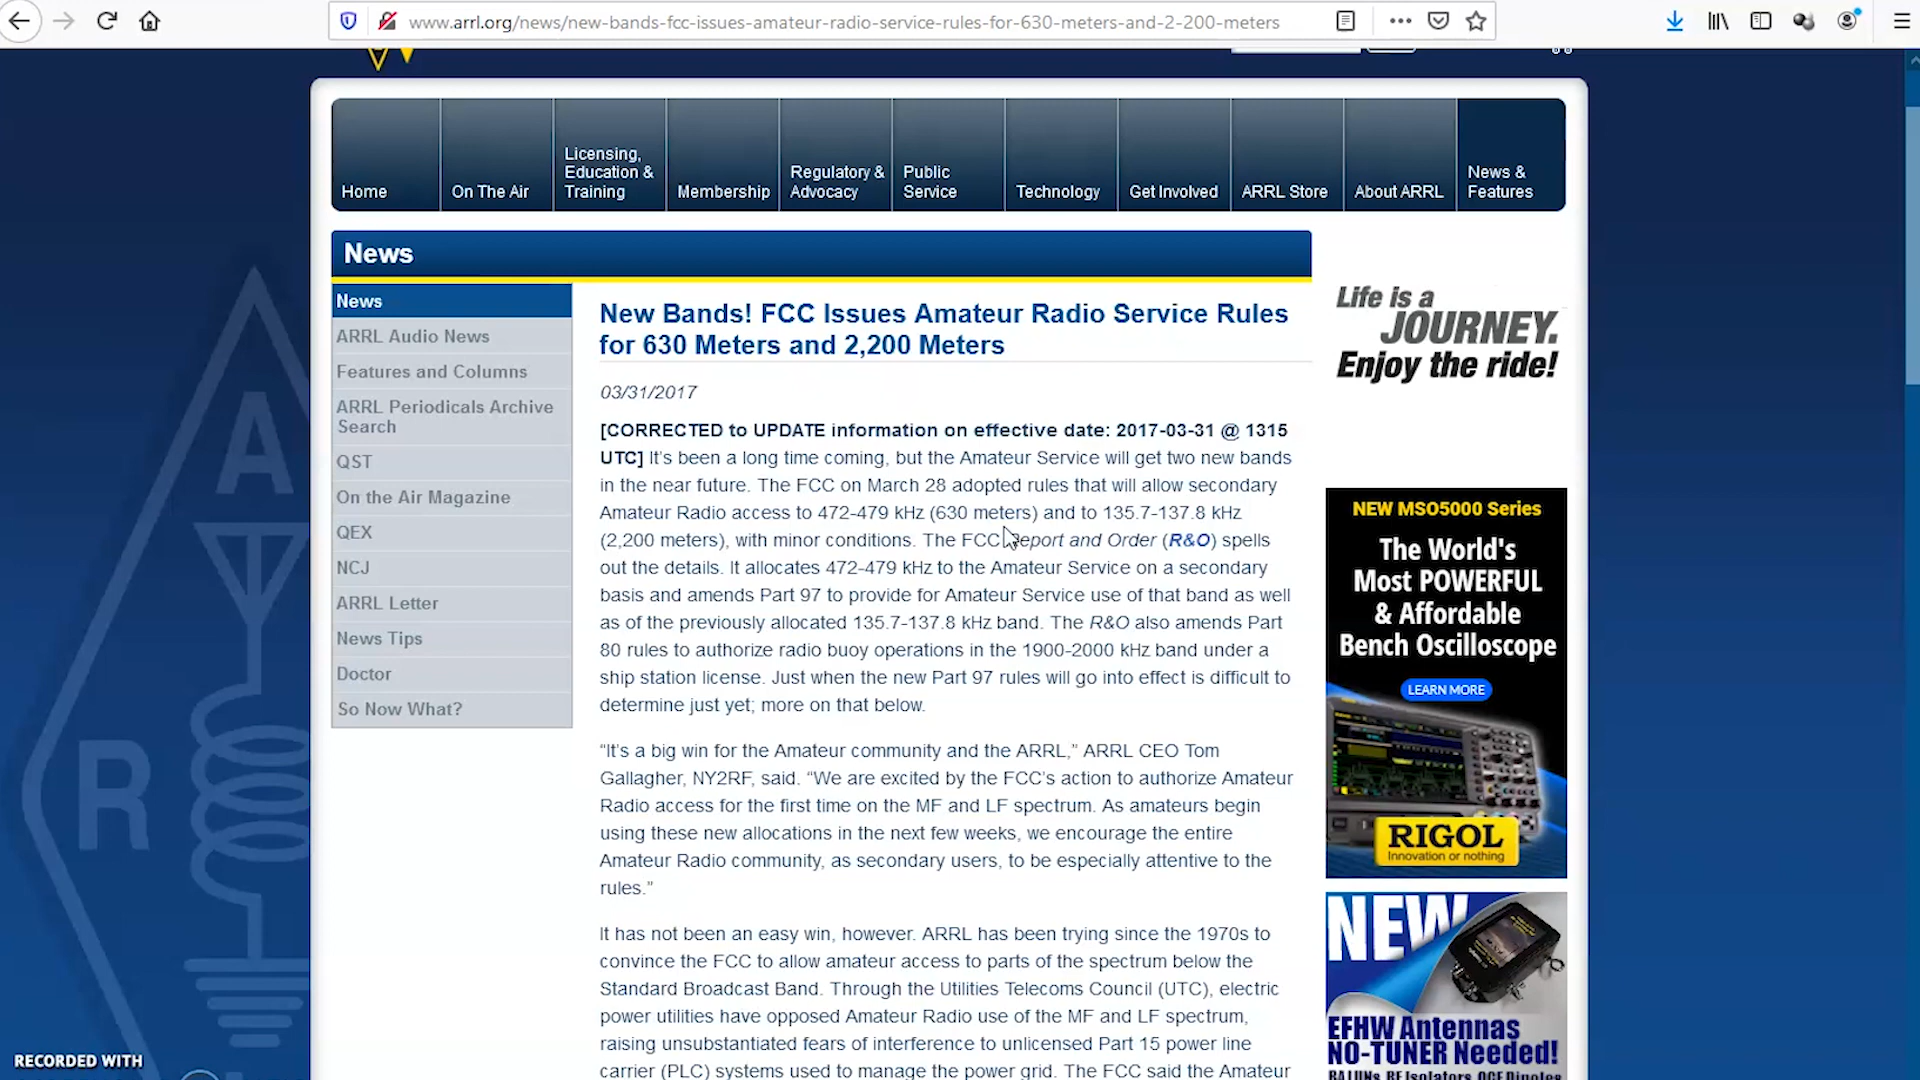 www.arrl.org/news/new-bands-fcc-issues-amateur-radio-service-rules-for-630-meters-and-2-200-meters
Home
On The Air
Licensing,
Education &
Training
Membership
Regulatory &
Advocacy
Public
Service
Technology
Get Involved
ARRL Store
About ARRL
News &
Features
News
News
ARRL Audio News
Features and Columns
ARRL Periodicals Archive
Search
QST
On the Air Magazine
QEX
NCJ
ARRL Letter
News Tips
Doctor
So Now What?
New Bands! FCC Issues Amateur Radio Service Rules
for 630 Meters and 2,200 Meters
03/31/2017
[CORRECTED to UPDATE information on effective date: 2017-03-31 @ 1315
UTC] It’s been a long time coming, but the Amateur Service will get two new bands
in the near future. The FCC on March 28 adopted rules that will allow secondary
Amateur Radio access to 472-479 kHz (630 meters) and to 135.7-137.8 kHz
(2,200 meters), with minor conditions. The FCC Report and Order (R&O) spells
out the details. It allocates 472-479 kHz to the Amateur Service on a secondary
basis and amends Part 97 to provide for Amateur Service use of that band as well
as of the previously allocated 135.7-137.8 kHz band. The R&O also amends Part
80 rules to authorize radio buoy operations in the 1900-2000 kHz band under a
ship station license. Just when the new Part 97 rules will go into effect is difficult to
determine just yet; more on that below.
“It’s a big win for the Amateur community and the ARRL,” ARRL CEO Tom
Gallagher, NY2RF, said. “We are excited by the FCC’s action to authorize Amateur
Radio access for the first time on the MF and LF spectrum. As amateurs begin
using these new allocations in the next few weeks, we encourage the entire
Amateur Radio community, as secondary users, to be especially attentive to the
rules.”
It has not been an easy win, however. ARRL has been trying since the 1970s to
convince the FCC to allow amateur access to parts of the spectrum below the
Standard Broadcast Band. Through the Utilities Telecoms Council (UTC), electric
power utilities have opposed Amateur Radio use of the MF and LF spectrum,
raising unsubstantiated fears of interference to unlicensed Part 15 power line
carrier (PLC) systems used to manage the power grid. The FCC said the Amateur
Life is a
JOURNEY.
Enjoy the ride!
NEW MSO5000 Series
The World's
Most POWERFUL
& Affordable
Bench Oscilloscope
LEARN MORE
RIGOL
Innovation or nothing
NEW
EFHW Antennas
NO-TUNER Needed!
BALUNs, RF Isolators, OCF Dipoles
A
R
RECORDED WITH